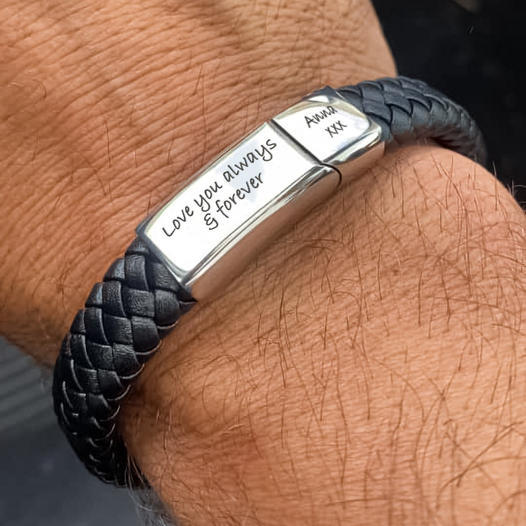 Love you always
& forever
Anna
xxx